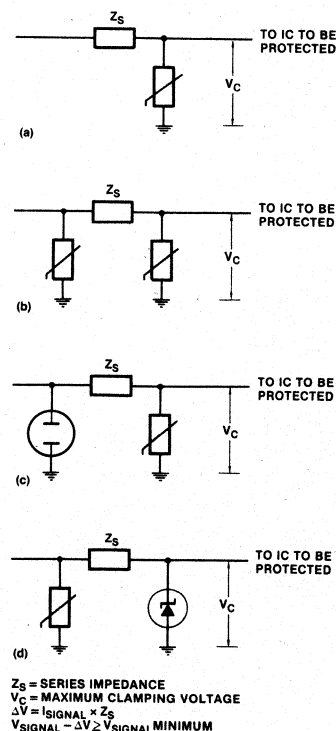 ZS
TO IC TO BE
PROTECTED
VC
(a)
ZS
TO IC TO BE
PROTECTED
VC
(b)
ZS
TO IC TO BE
PROTECTED
VC
(c)
ZS
TO IC TO BE
PROTECTED
VC
(d)
ZS = SERIES IMPEDANCE
VC = MAXIMUM CLAMPING VOLTAGE
ΔV = ISIGNAL × ZS
VSIGNAL – ΔV ≥ VSIGNAL MINIMUM